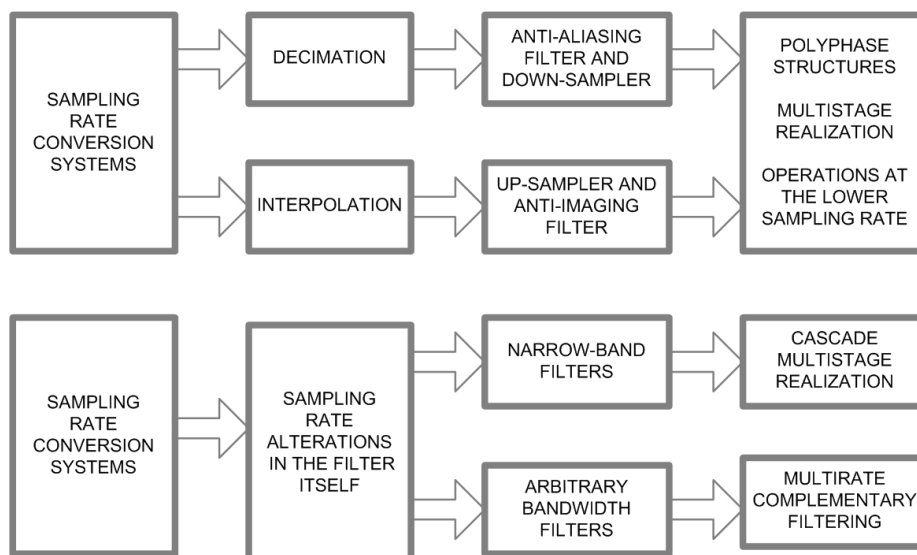 SAMPLING
RATE
CONVERSION
SYSTEMS
DECIMATION
ANTI-ALIASING
FILTER AND
DOWN-SAMPLER
INTERPOLATION
UP-SAMPLER AND
ANTI-IMAGING
FILTER
POLYPHASE
STRUCTURES
MULTISTAGE
REALIZATION
OPERATIONS AT
THE LOWER
SAMPLING RATE
SAMPLING
RATE
CONVERSION
SYSTEMS
SAMPLING
RATE
ALTERATIONS
IN THE FILTER
ITSELF
NARROW-BAND
FILTERS
CASCADE
MULTISTAGE
REALIZATION
ARBITRARY
BANDWIDTH
FILTERS
MULTIRATE
COMPLEMENTARY
FILTERING